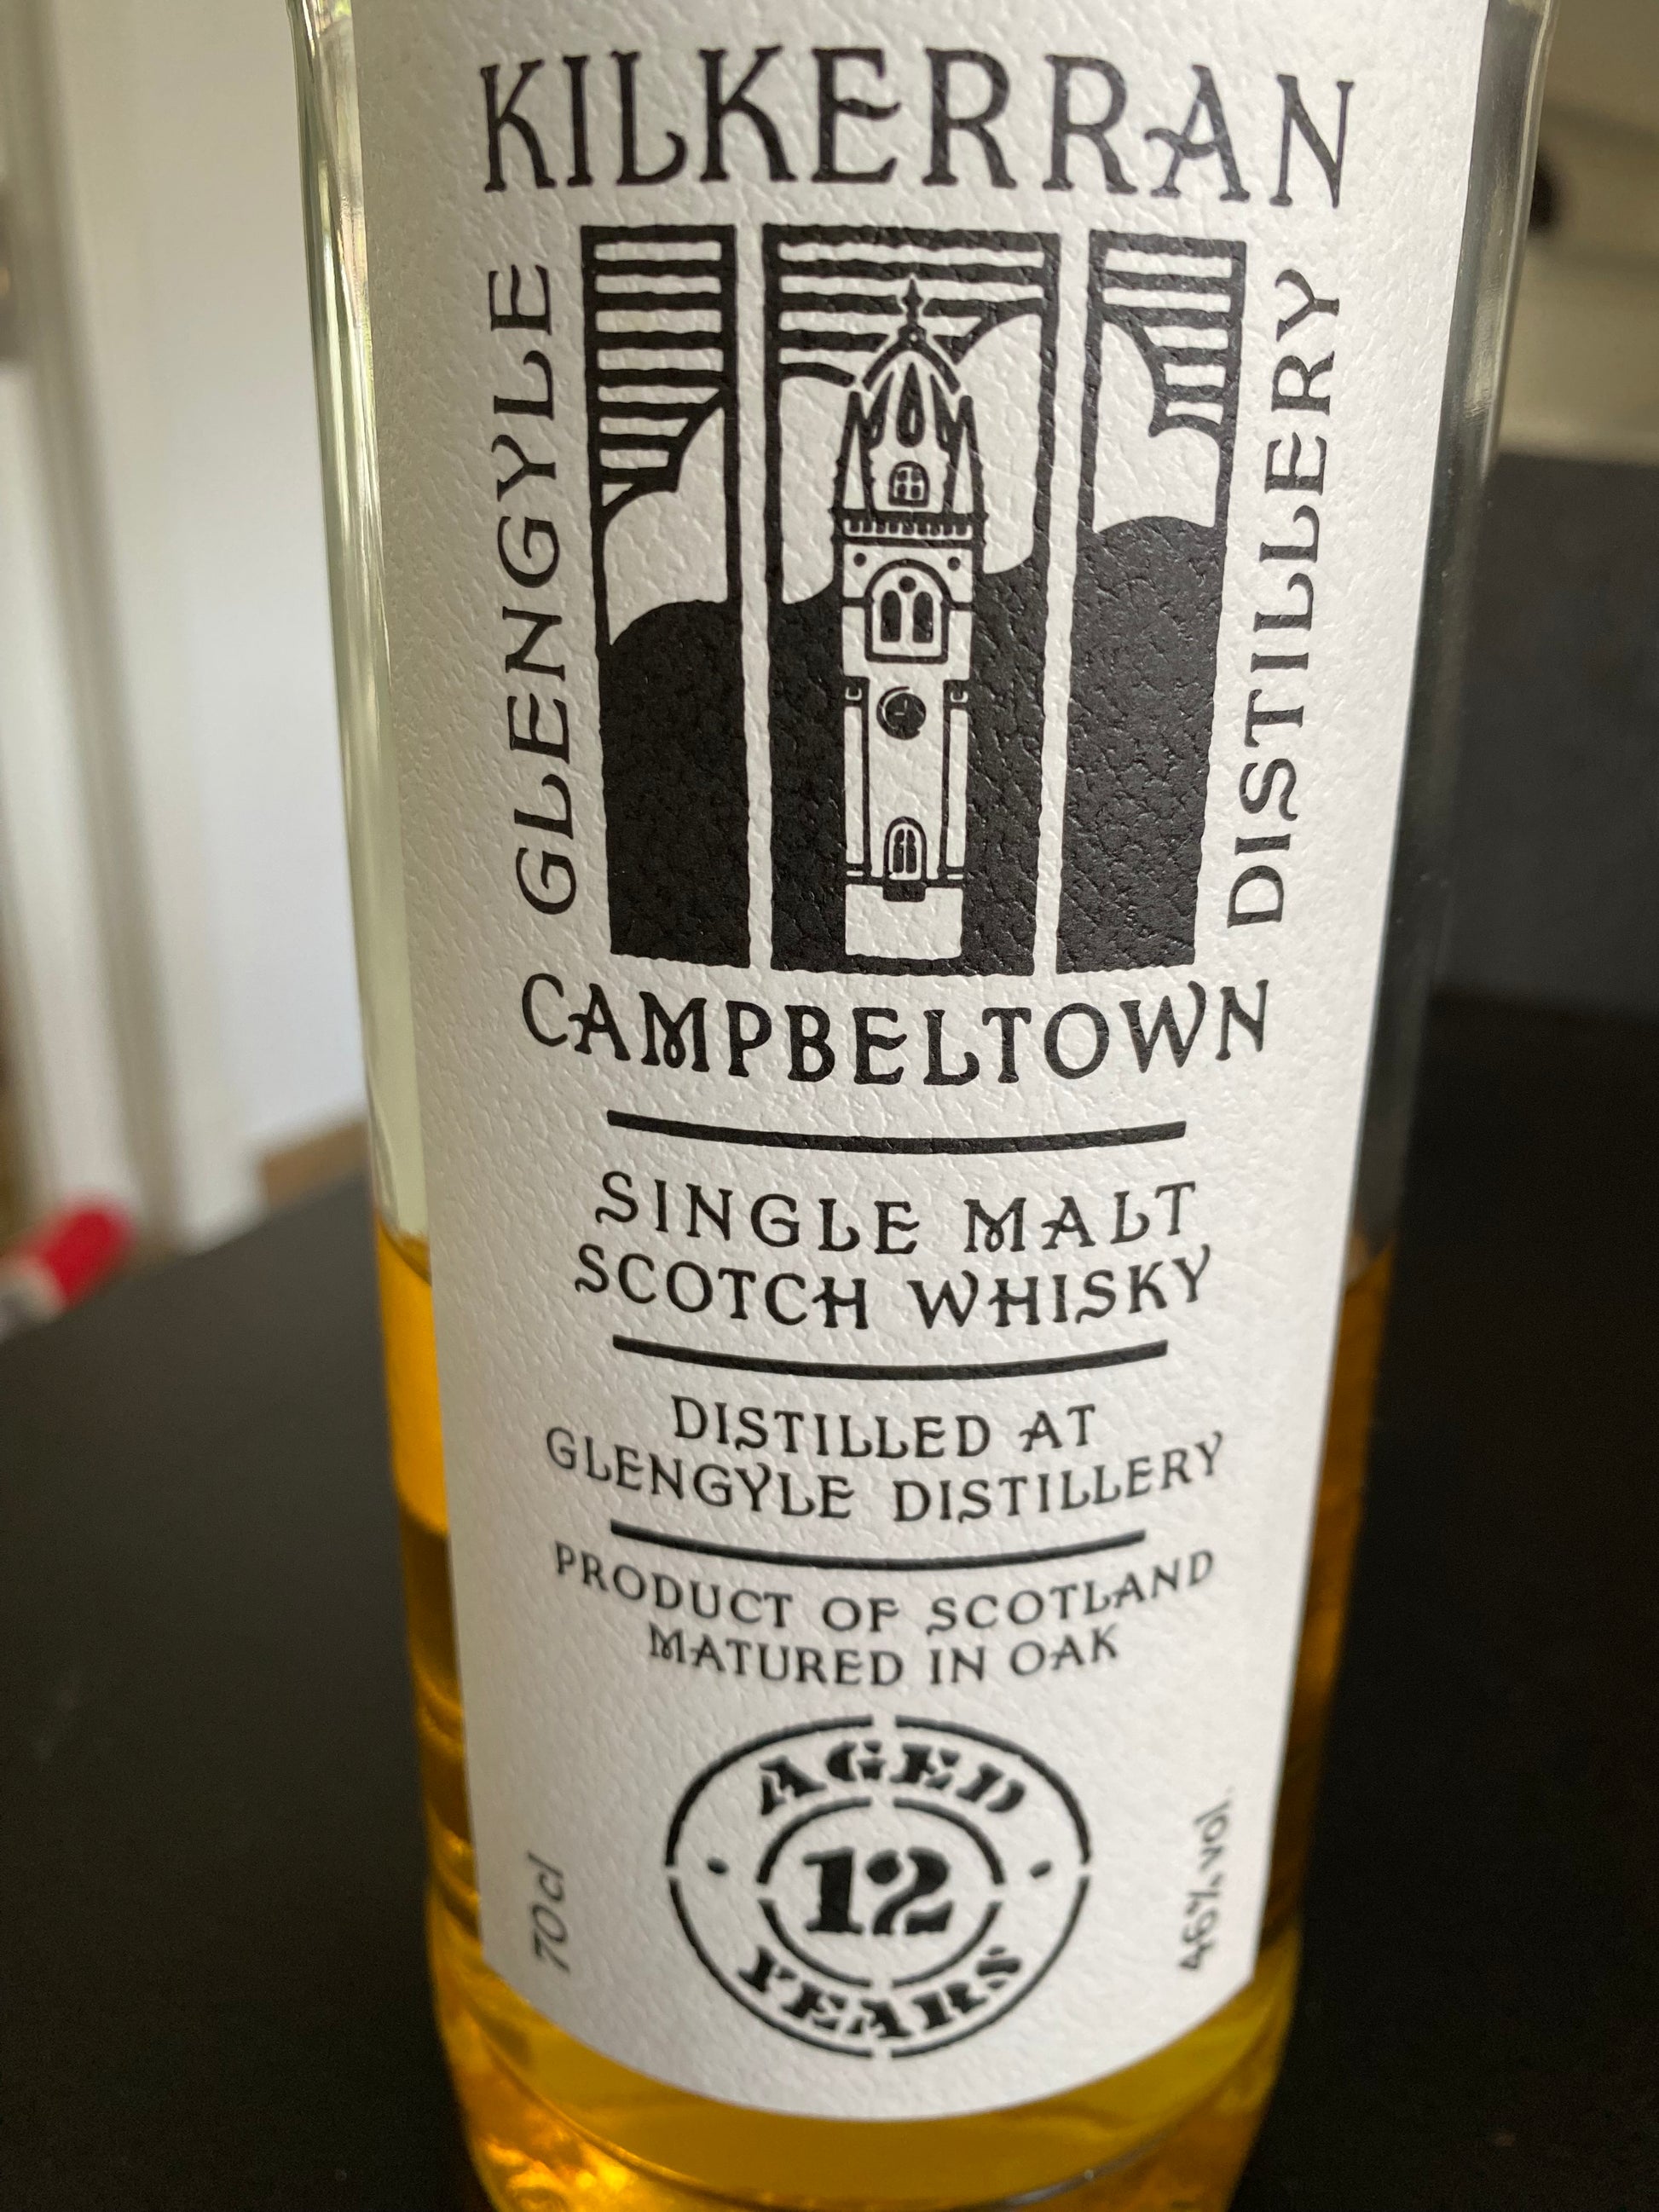 KILKERRAN
GLENGYLE
DISTILLERY
CAMPBELTOWN
SINGLE MALT
SCOTCH WHISKY
DISTILLED AT
GLENGYLE DISTILLERY
PRODUCT OF SCOTLAND
MATURED IN OAK
AGED
12
YEARS
70cl
46% vol.